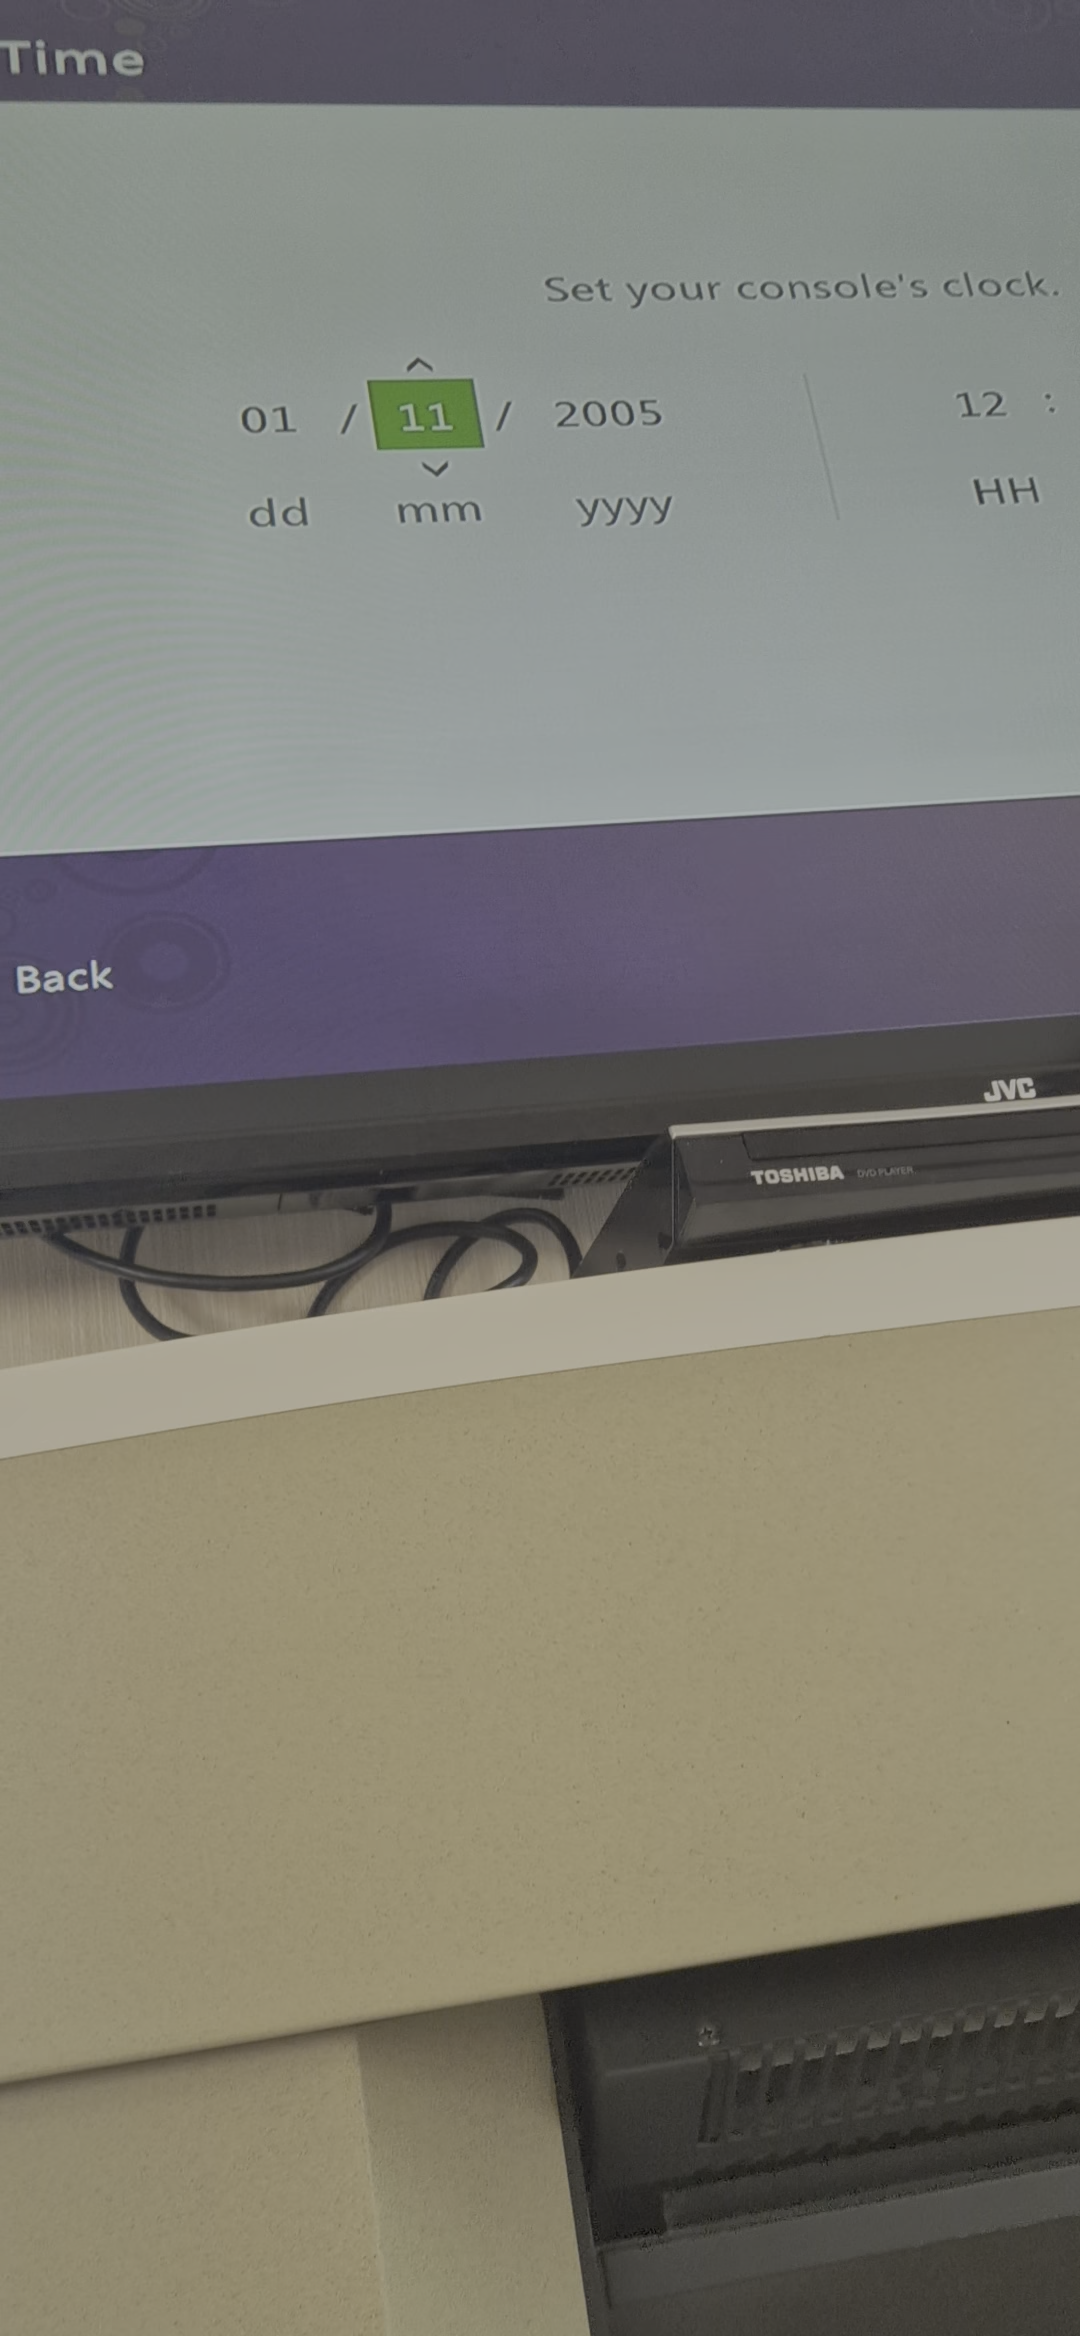 Time
Set your console's clock.
01 / 11 / 2005 12 :
dd mm yyyy HH
Back
JVC
TOSHIBA DVD PLAYER